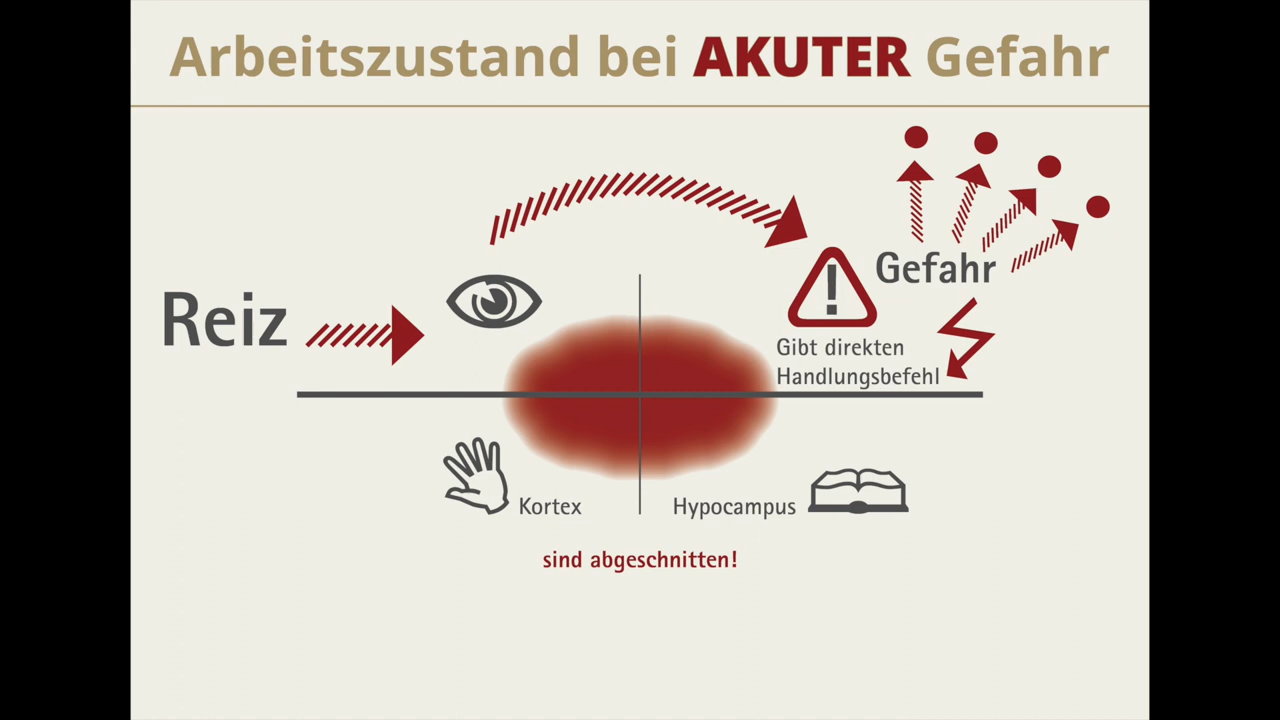 Arbeitszustand bei AKUTER Gefahr
Gefahr
Reiz
Gibt direkten
Handlungsbefehl
Kortex
Hypocampus
sind abgeschnitten!